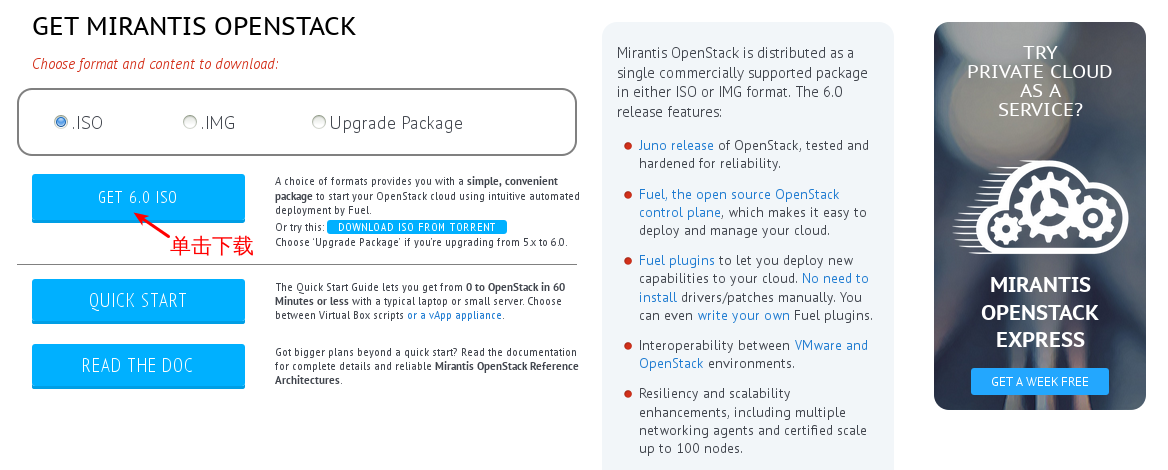 GET MIRANTIS OPENSTACK
Choose format and content to download:
.ISO
.IMG
Upgrade Package
GET 6.0 ISO
单击下载
A choice of formats provides you with a simple, convenient
package to start your OpenStack cloud using intuitive automated
deployment by Fuel.
Or try this: DOWNLOAD ISO FROM TORRENT
Choose 'Upgrade Package' if you're upgrading from 5.x to 6.0.
QUICK START
The Quick Start Guide lets you get from 0 to OpenStack in 60
Minutes or less with a typical laptop or small server. Choose
between Virtual Box scripts or a vApp appliance.
READ THE DOC
Got bigger plans beyond a quick start? Read the documentation
for complete details and reliable Mirantis OpenStack Reference
Architectures.
Mirantis OpenStack is distributed as a
single commercially supported package
in either ISO or IMG format. The 6.0
release features:
Juno release of OpenStack, tested and
hardened for reliability.
Fuel, the open source OpenStack
control plane, which makes it easy to
deploy and manage your cloud.
Fuel plugins to let you deploy new
capabilities to your cloud. No need to
install drivers/patches manually. You
can even write your own Fuel plugins.
Interoperability between VMware and
OpenStack environments.
Resiliency and scalability
enhancements, including multiple
networking agents and certified scale
up to 100 nodes.
TRY
PRIVATE CLOUD
AS A
SERVICE?
MIRANTIS
OPENSTACK
EXPRESS
GET A WEEK FREE